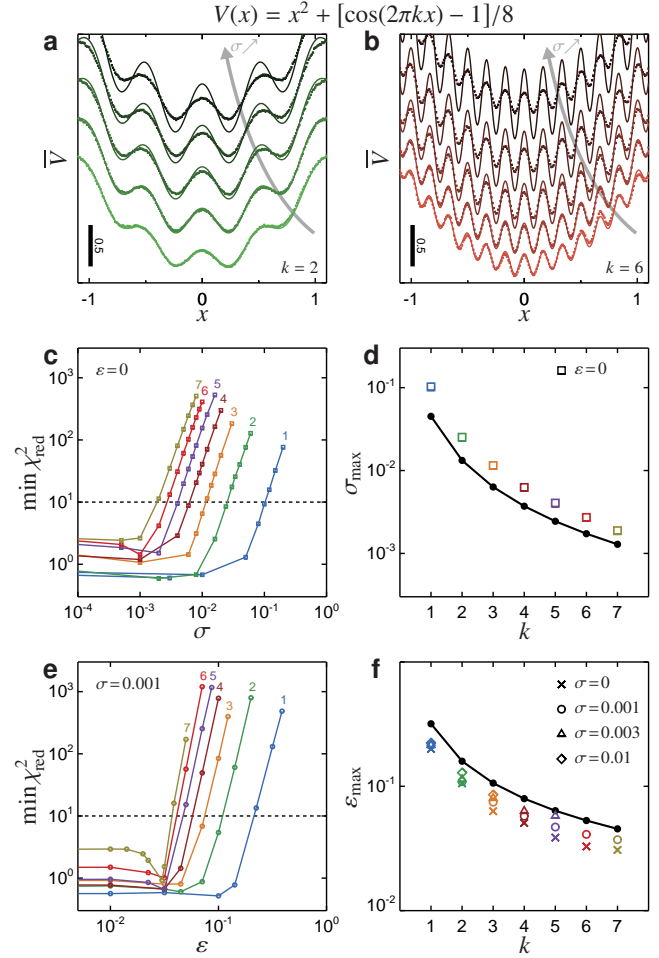 V(x) = x² + [cos(2πkx) − 1]/8
a
σ↗
V̅
0.5
k = 2
-1 0 1
x
b
σ↗
V̅
0.5
k = 6
-1 0 1
x
c
ε=0
min χ²red
10³
10²
10¹
10⁰
7 6 5 4 3 2 1
10⁻⁴ 10⁻³ 10⁻² 10⁻¹ 10⁰
σ
d
ε=0
σmax
10⁻¹
10⁻²
10⁻³
1 2 3 4 5 6 7
k
e
σ=0.001
min χ²red
10³
10²
10¹
10⁰
7 6 5 4 3 2 1
10⁻² 10⁻¹ 10⁰
ε
f
σ=0
σ=0.001
σ=0.003
σ=0.01
εmax
10⁻¹
10⁻²
1 2 3 4 5 6 7
k